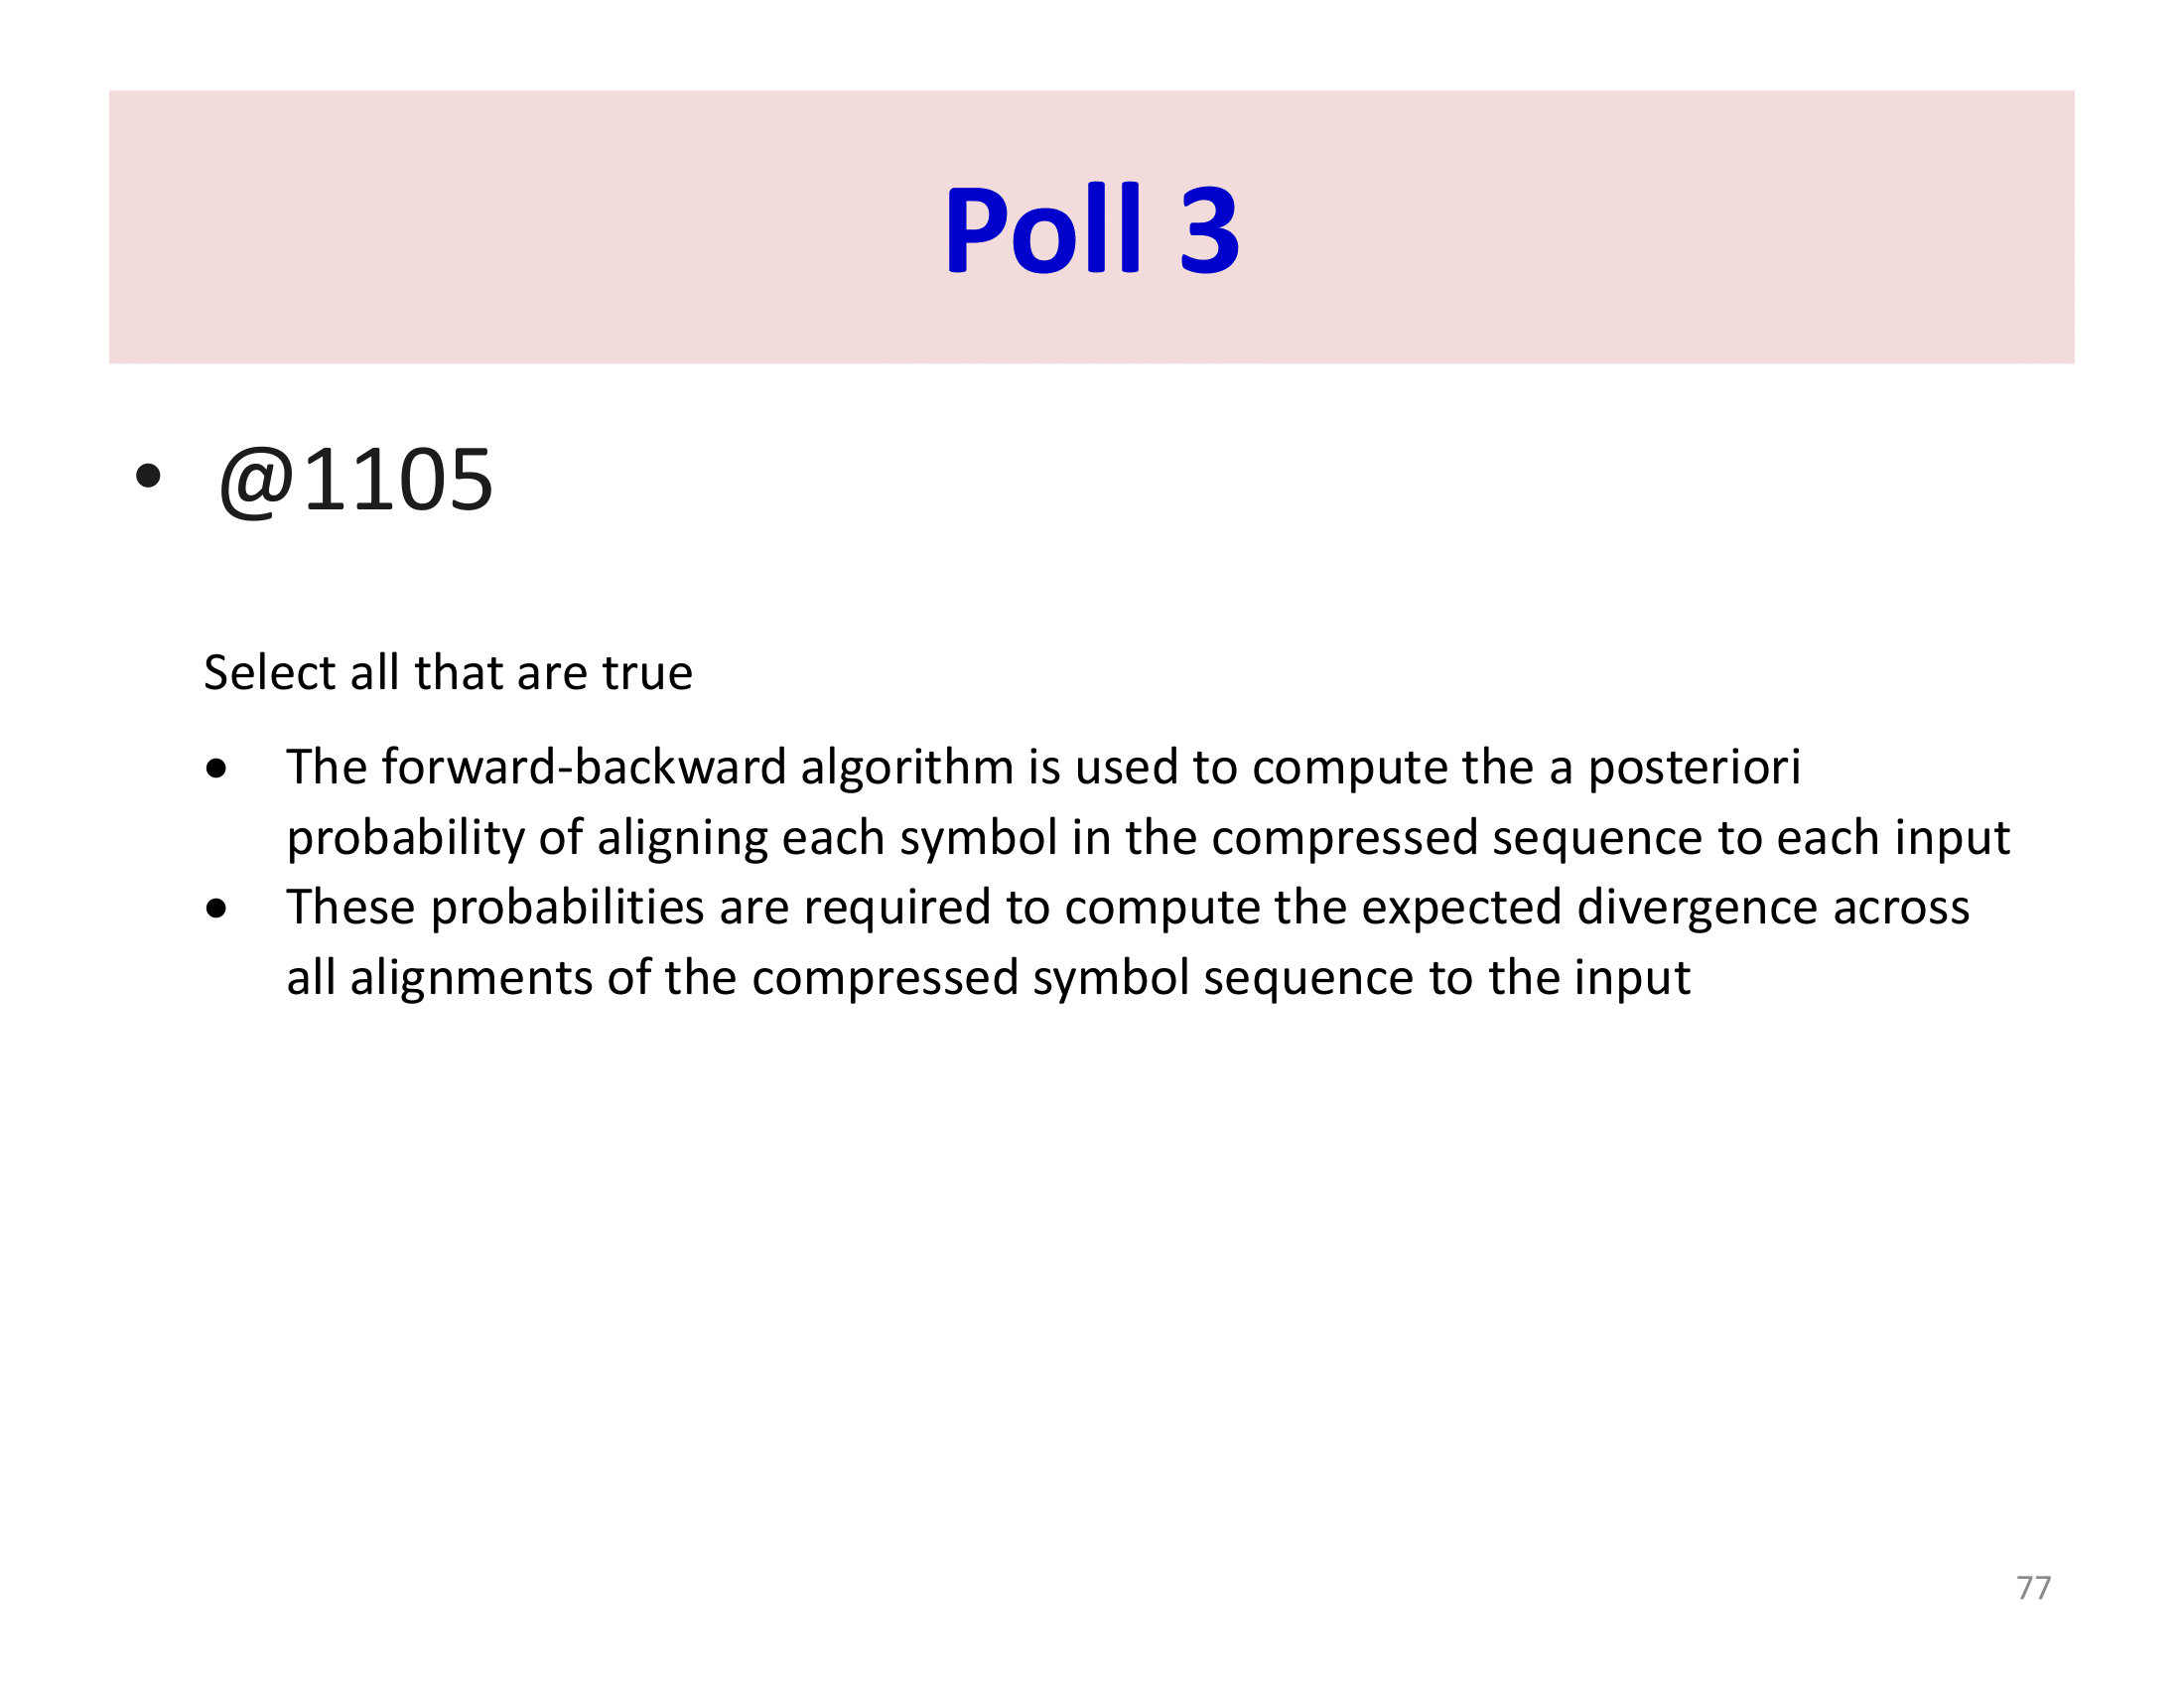 Poll 3
• @1105
Select all that are true
• The forward-backward algorithm is used to compute the a posteriori
probability of aligning each symbol in the compressed sequence to each input
• These probabilities are required to compute the expected divergence across
all alignments of the compressed symbol sequence to the input
77